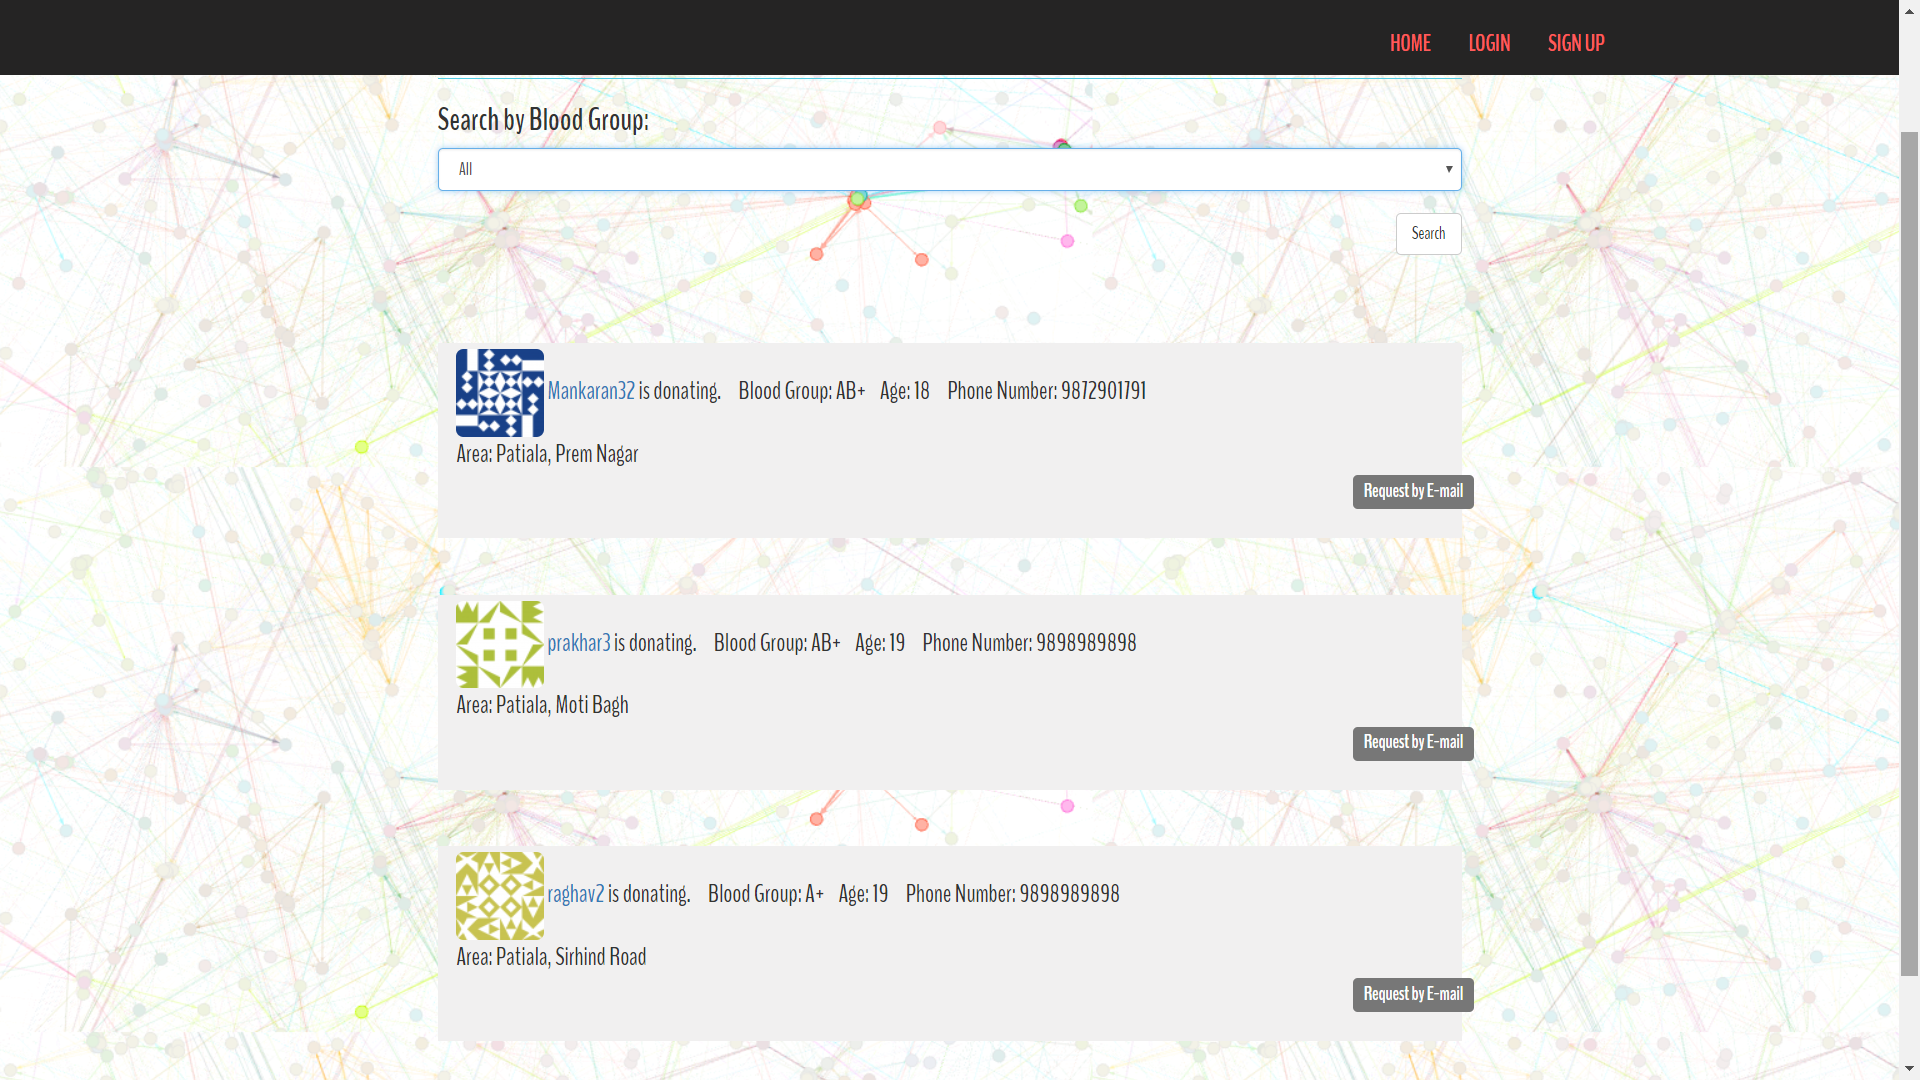 HOME LOGIN SIGN UP
Search by Blood Group:
All
Search
Mankaran32 is donating. Blood Group: AB+ Age: 18 Phone Number: 9872901791
Area: Patiala, Prem Nagar
Request by E-mail
prakhar3 is donating. Blood Group: AB+ Age: 19 Phone Number: 9898989898
Area: Patiala, Moti Bagh
Request by E-mail
raghav2 is donating. Blood Group: A+ Age: 19 Phone Number: 9898989898
Area: Patiala, Sirhind Road
Request by E-mail